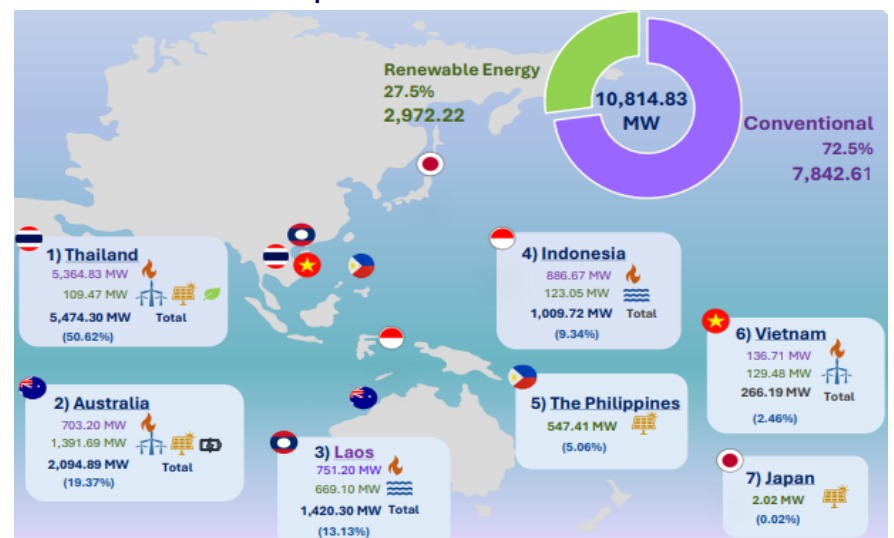 Renewable Energy
27.5%
2,972.22
10,814.83
MW
Conventional
72.5%
7,842.61
1) Thailand
5,364.83 MW
109.47 MW
5,474.30 MW Total
(50.62%)
2) Australia
703.20 MW
1,391.69 MW
2,094.89 MW
Total
(19.37%)
3) Laos
751.20 MW
669.10 MW
1,420.30 MW Total
(13.13%)
4) Indonesia
886.67 MW
123.05 MW
1,009.72 MW Total
(9.34%)
5) The Philippines
547.41 MW
(5.06%)
6) Vietnam
136.71 MW
129.48 MW
266.19 MW Total
(2.46%)
7) Japan
2.02 MW
(0.02%)